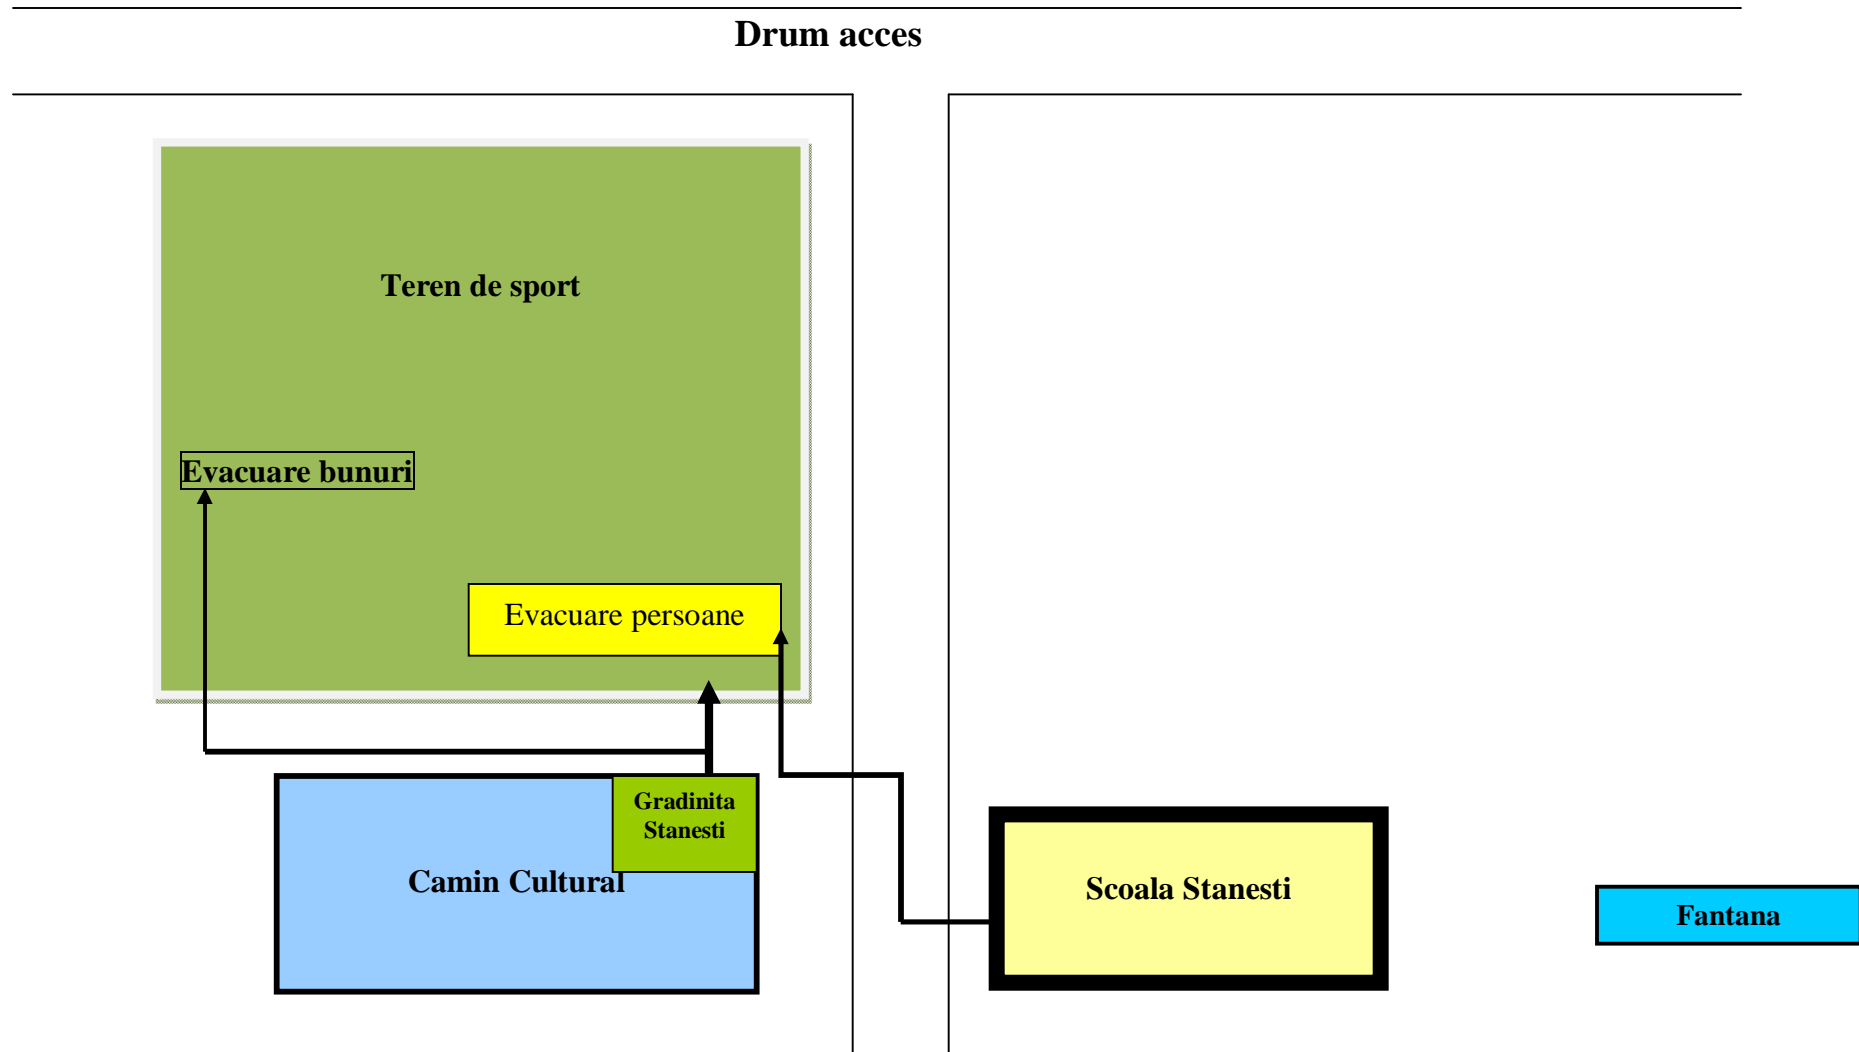 Drum acces
Teren de sport
Evacuare bunuri
Evacuare persoane
Gradinita
Stanesti
Camin Cultural
Scoala Stanesti
Fantana